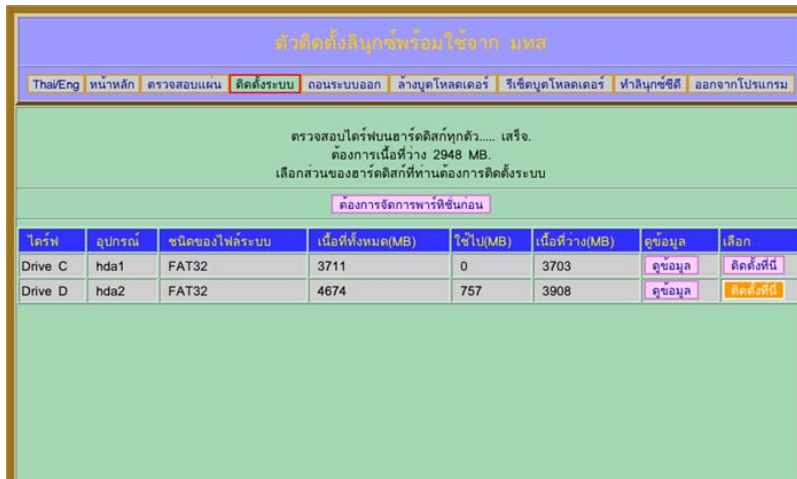 ตัวติดตั้งลินุกซ์พร้อมใช้จาก มทส
Thai/Eng หน้าหลัก ตรวจสอบแผ่น ติดตั้งระบบ ถอนระบบออก ล้างบูตโหลดเดอร์ รีเซ็ตบูตโหลดเดอร์ ทำลินุกซ์ซีดี ออกจากโปรแกรม
ตรวจสอบไดร์ฟบนฮาร์ดดิสก์ทุกตัว..... เสร็จ.
ต้องการเนื้อที่ว่าง 2948 MB.
เลือกส่วนของฮาร์ดดิสก์ที่ท่านต้องการติดตั้งระบบ
ต้องการจัดการพาร์ทิชั่นก่อน
ไดร์ฟ อุปกรณ์ ชนิดของไฟล์ระบบ เนื้อที่ทั้งหมด(MB) ใช้ไป(MB) เนื้อที่ว่าง(MB) ดูข้อมูล เลือก
Drive C hda1 FAT32 3711 0 3703 ดูข้อมูล ติดตั้งที่นี่
Drive D hda2 FAT32 4674 757 3908 ดูข้อมูล ติดตั้งที่นี่